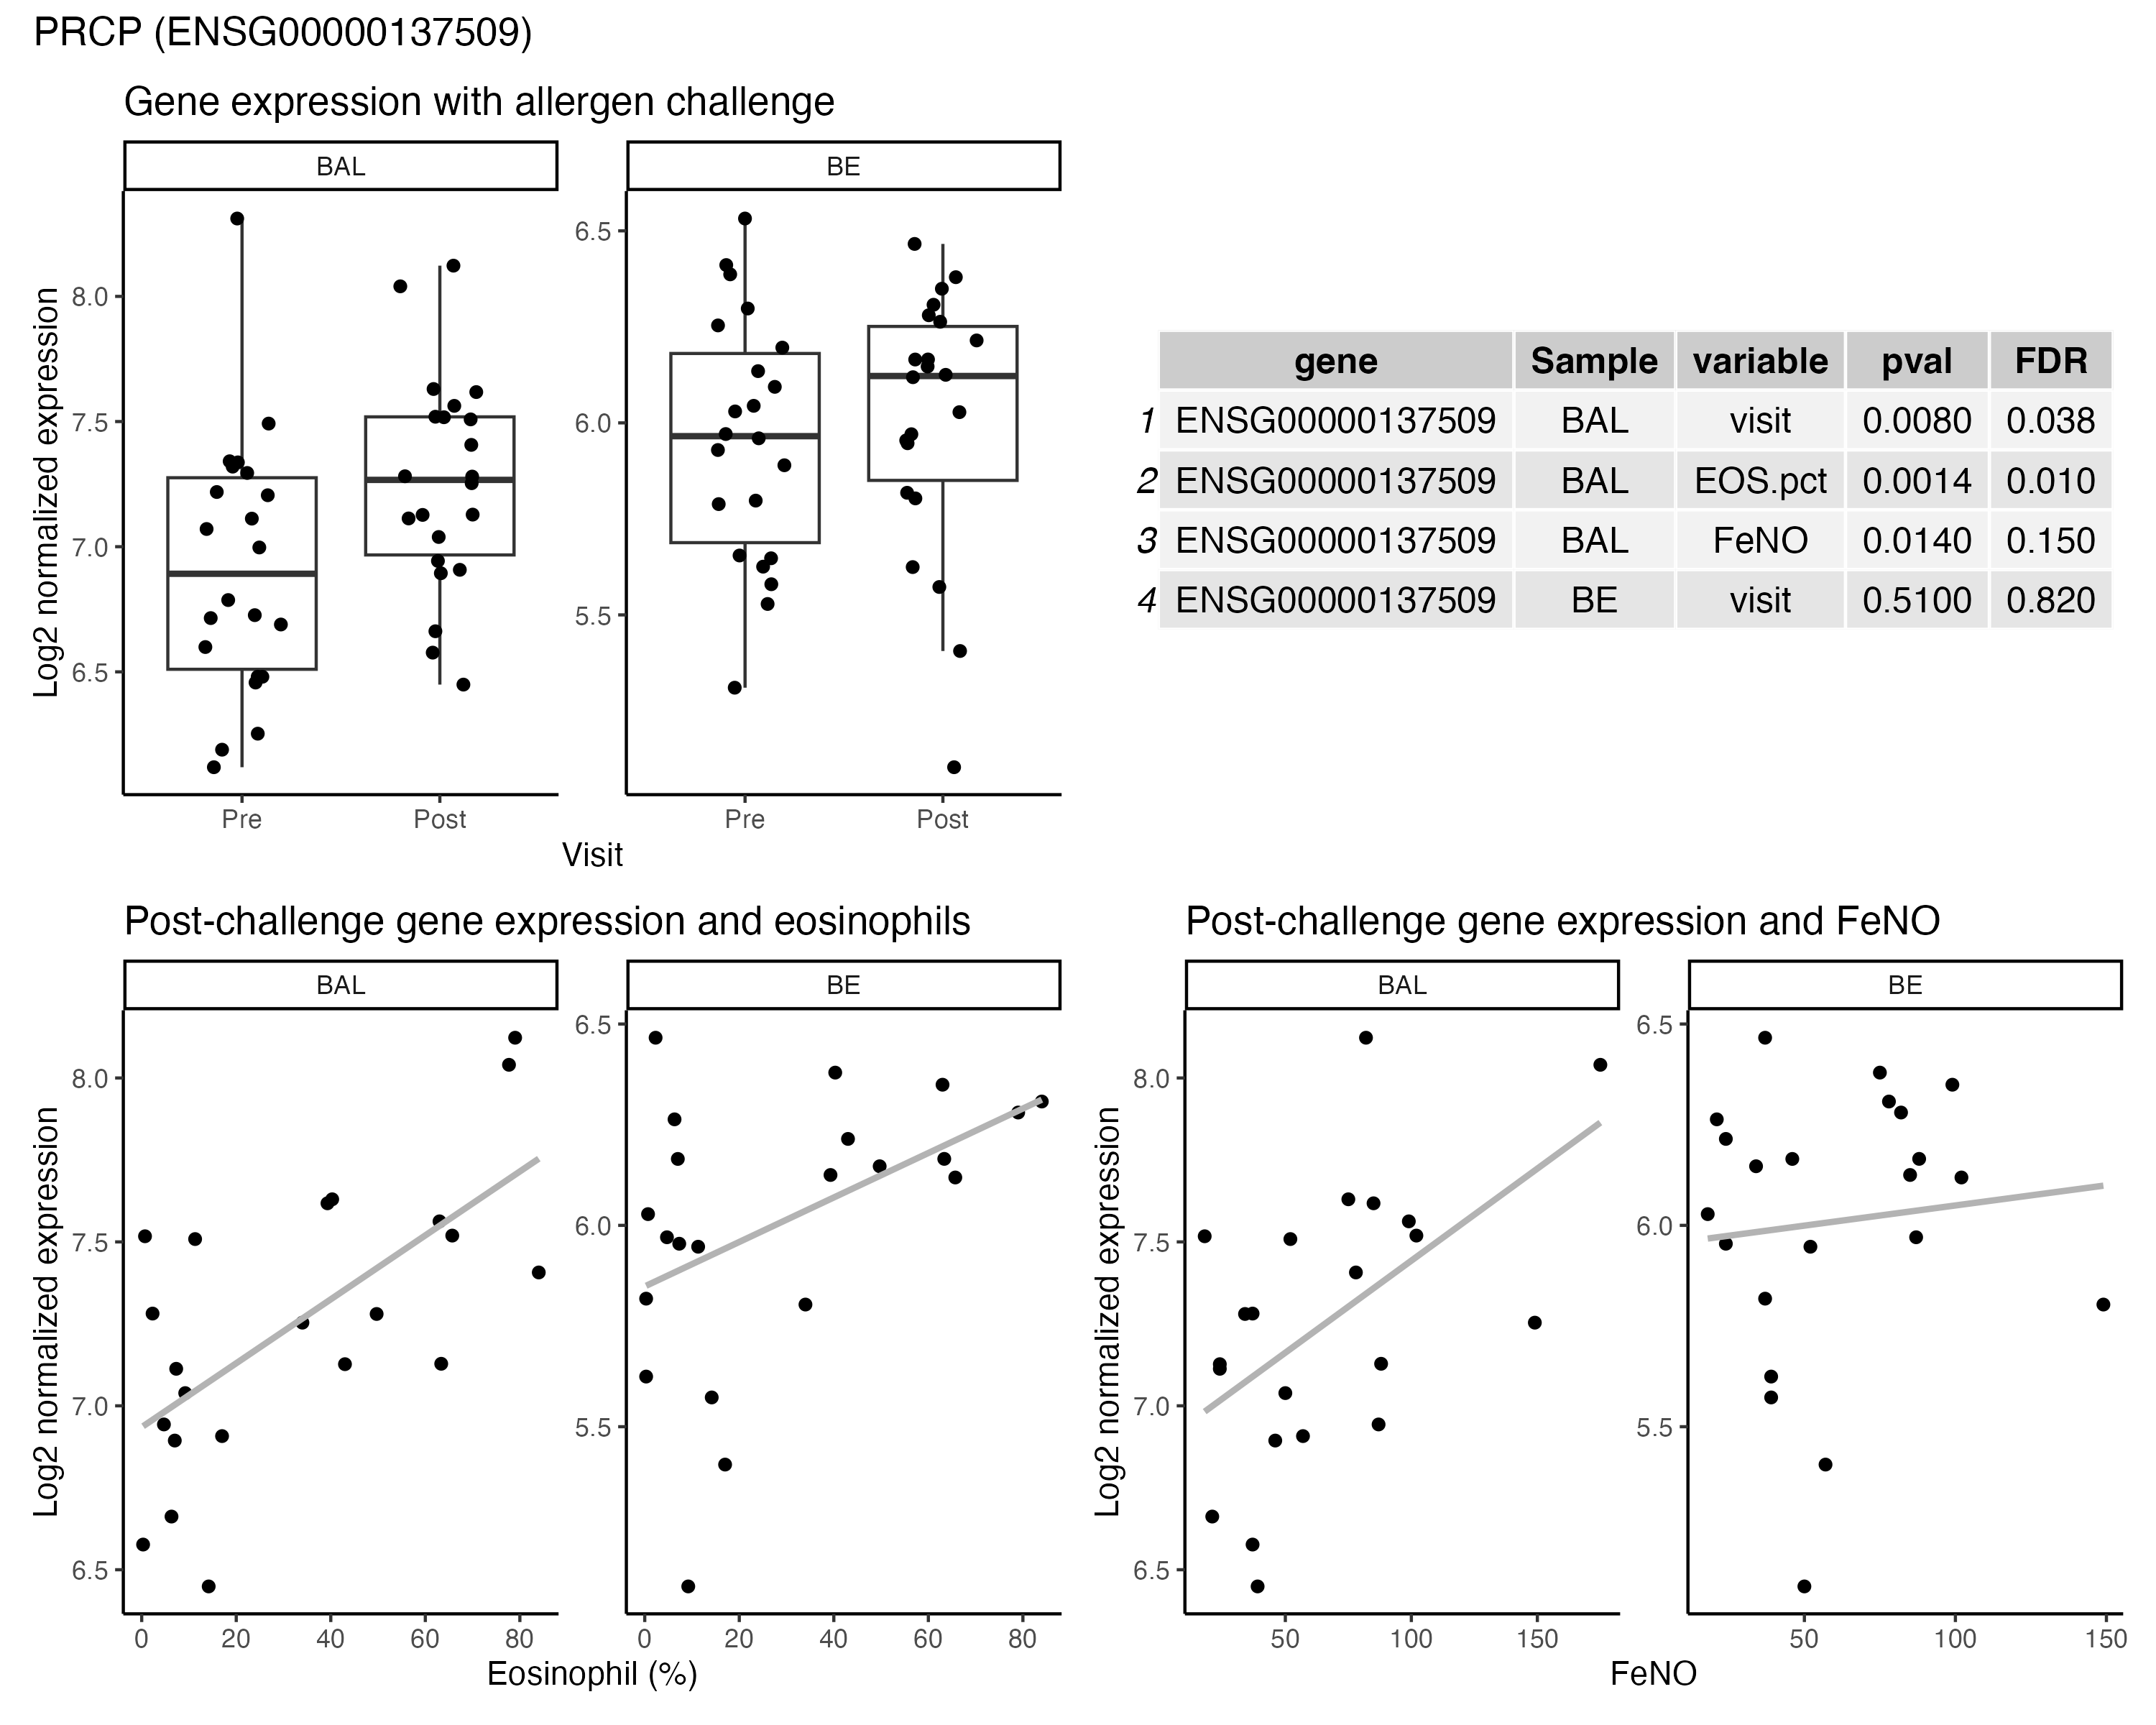 PRCP (ENSG00000137509)
Gene expression with allergen challenge
BAL
BE
Log2 normalized expression
8.0
7.5
7.0
6.5
6.5
6.0
5.5
Pre
Post
Pre
Post
Visit
gene Sample variable pval FDR
1 ENSG00000137509 BAL visit 0.0080 0.038
2 ENSG00000137509 BAL EOS.pct 0.0014 0.010
3 ENSG00000137509 BAL FeNO 0.0140 0.150
4 ENSG00000137509 BE visit 0.5100 0.820
Post-challenge gene expression and eosinophils
BAL
BE
Log2 normalized expression
8.0
7.5
7.0
6.5
6.5
6.0
5.5
0 20 40 60 80
0 20 40 60 80
Eosinophil (%)
Post-challenge gene expression and FeNO
BAL
BE
Log2 normalized expression
8.0
7.5
7.0
6.5
6.5
6.0
5.5
50 100 150
50 100 150
FeNO